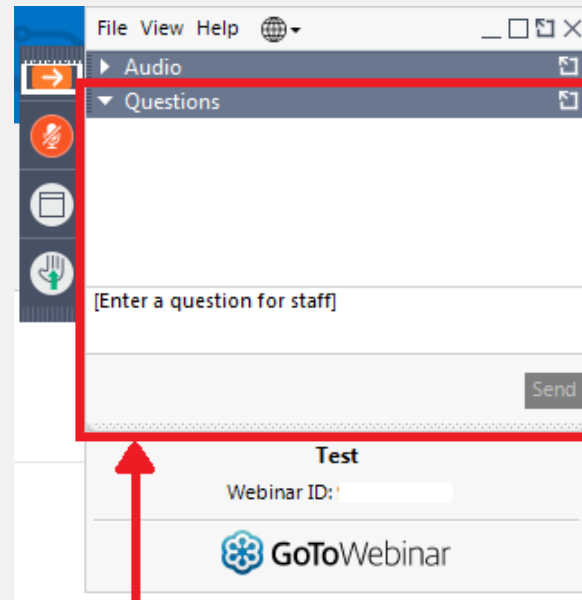 File View Help
Audio
Questions
[Enter a question for staff]
Send
Test
Webinar ID:
GoToWebinar